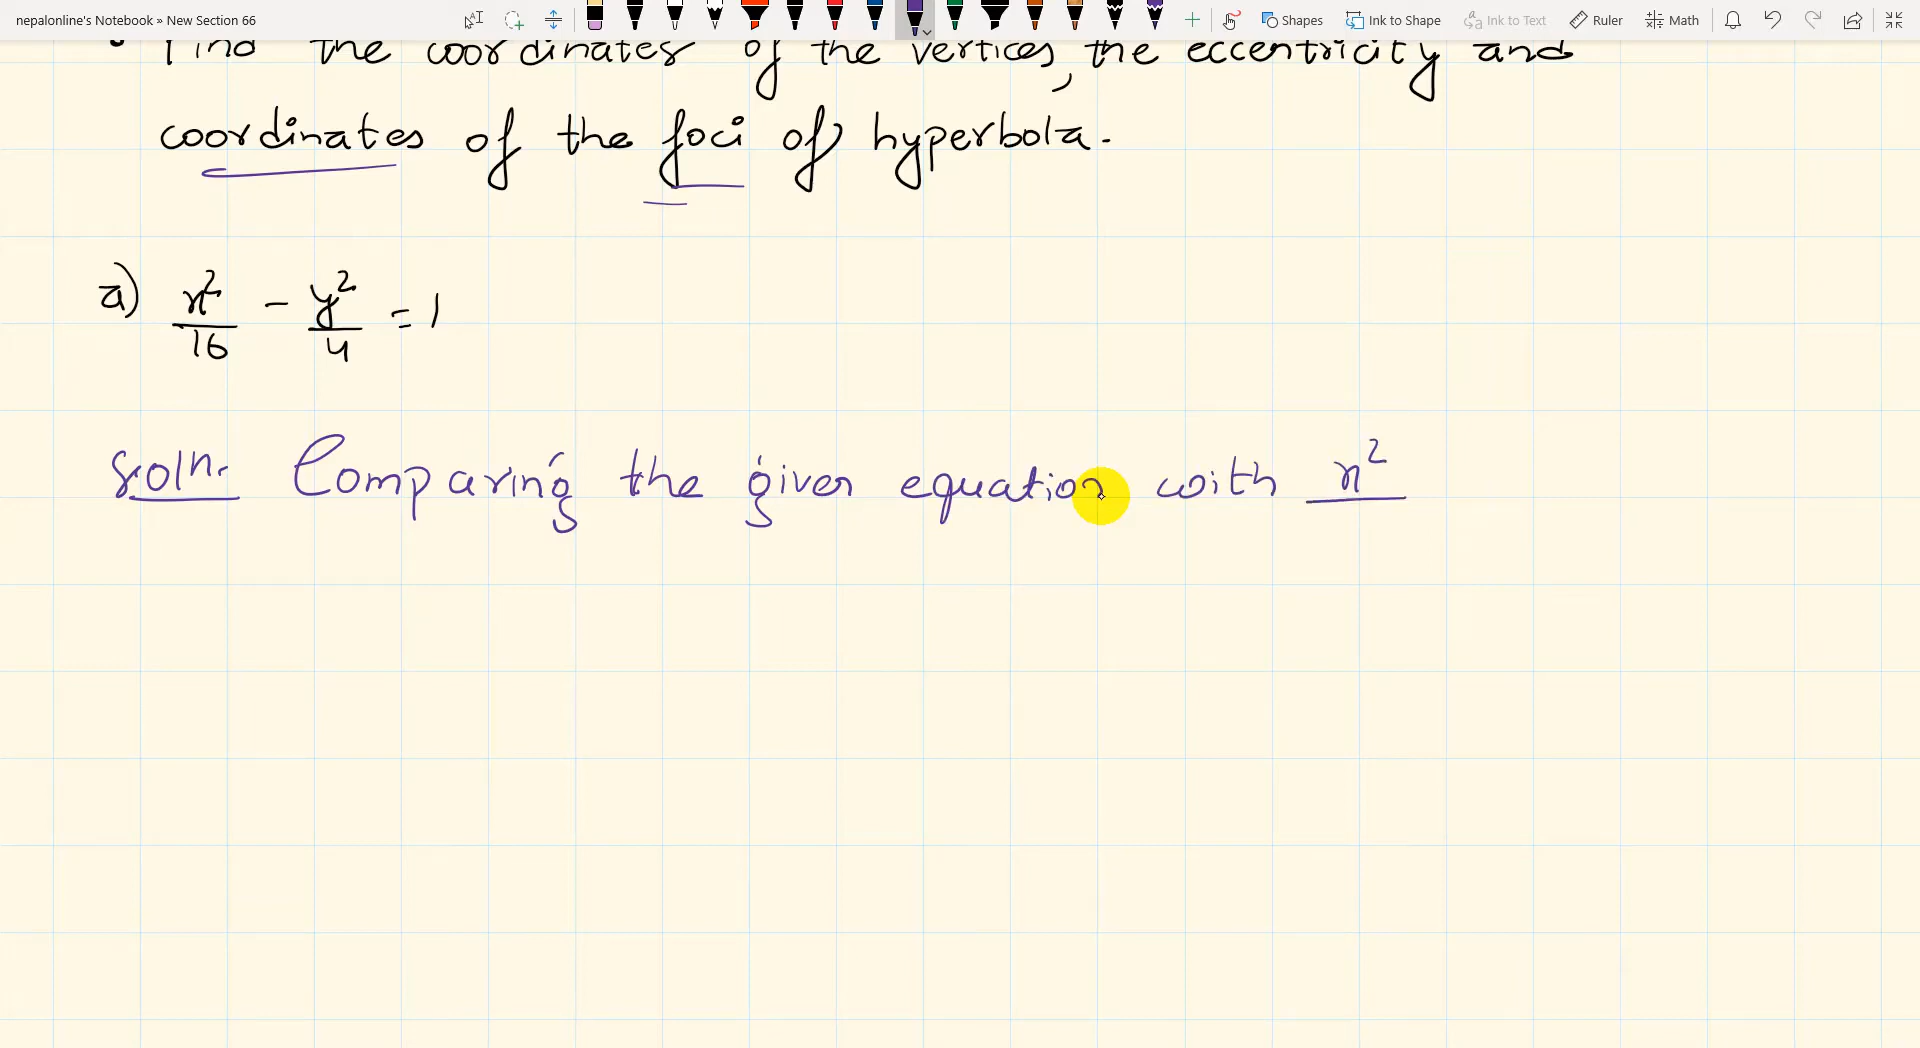 nepalonline's Notebook » New Section 66
Shapes Ink to Shape Ink to Text Ruler Math
Find the coordinates of the vertices, the eccentricity and
coordinates of the foci of hyperbola.
a) x²/16 - y²/4 = 1
Soln. Comparing the given equation with x²